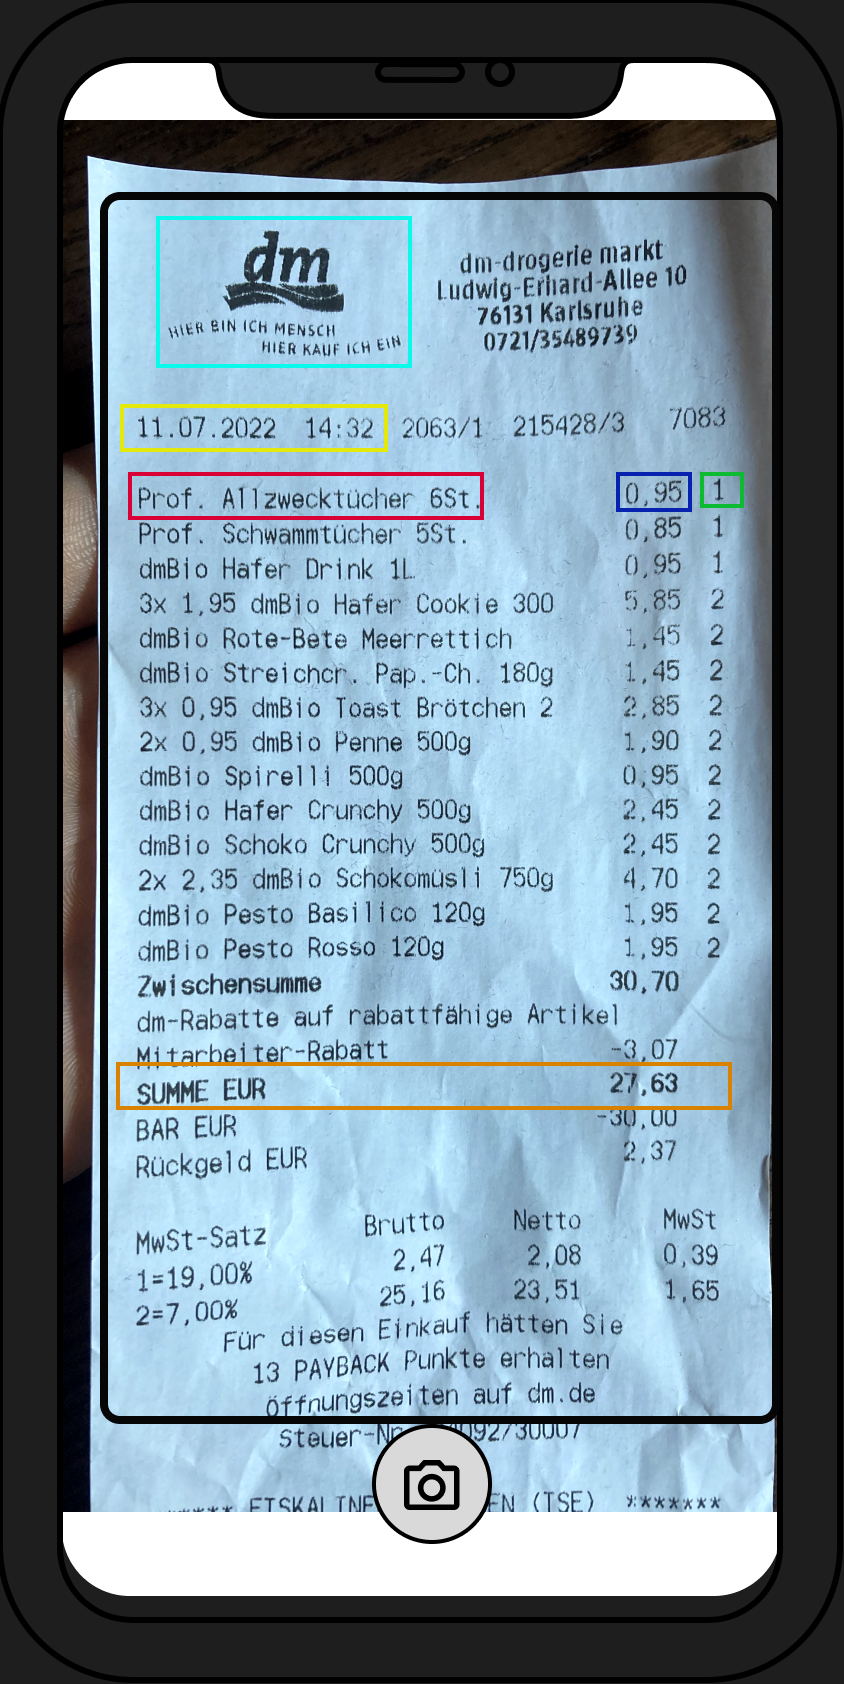 dm
HIER BIN ICH MENSCH
HIER KAUF ICH EIN
dm-drogerie markt
Ludwig-Erhard-Allee 10
76131 Karlsruhe
0721/35489739
11.07.2022 14:32 2063/1 215428/3 7083
Prof. Allzwecktücher 6St. 0,95 1
Prof. Schwammtücher 5St. 0,85 1
dmBio Hafer Drink 1L 0,95 1
3x 1,95 dmBio Hafer Cookie 300 5,85 2
dmBio Rote-Bete Meerrettich 1,45 2
dmBio Streichcr. Pap.-Ch. 180g 1,45 2
3x 0,95 dmBio Toast Brötchen 2 2,85 2
2x 0,95 dmBio Penne 500g 1,90 2
dmBio Spirelli 500g 0,95 2
dmBio Hafer Crunchy 500g 2,45 2
dmBio Schoko Crunchy 500g 2,45 2
2x 2,35 dmBio Schokomüsli 750g 4,70 2
dmBio Pesto Basilico 120g 1,95 2
dmBio Pesto Rosso 120g 1,95 2
Zwischensumme 30,70
dm-Rabatte auf rabattfähige Artikel
Mitarbeiter-Rabatt -3,07
SUMME EUR 27,63
BAR EUR -30,00
Rückgeld EUR 2,37
MwSt-Satz Brutto Netto MwSt
1=19,00% 2,47 2,08 0,39
2=7,00% 25,16 23,51 1,65
Für diesen Einkauf hätten Sie
13 PAYBACK Punkte erhalten
Öffnungszeiten auf dm.de
Steuer-Nr 092/30007
(TSE) *******